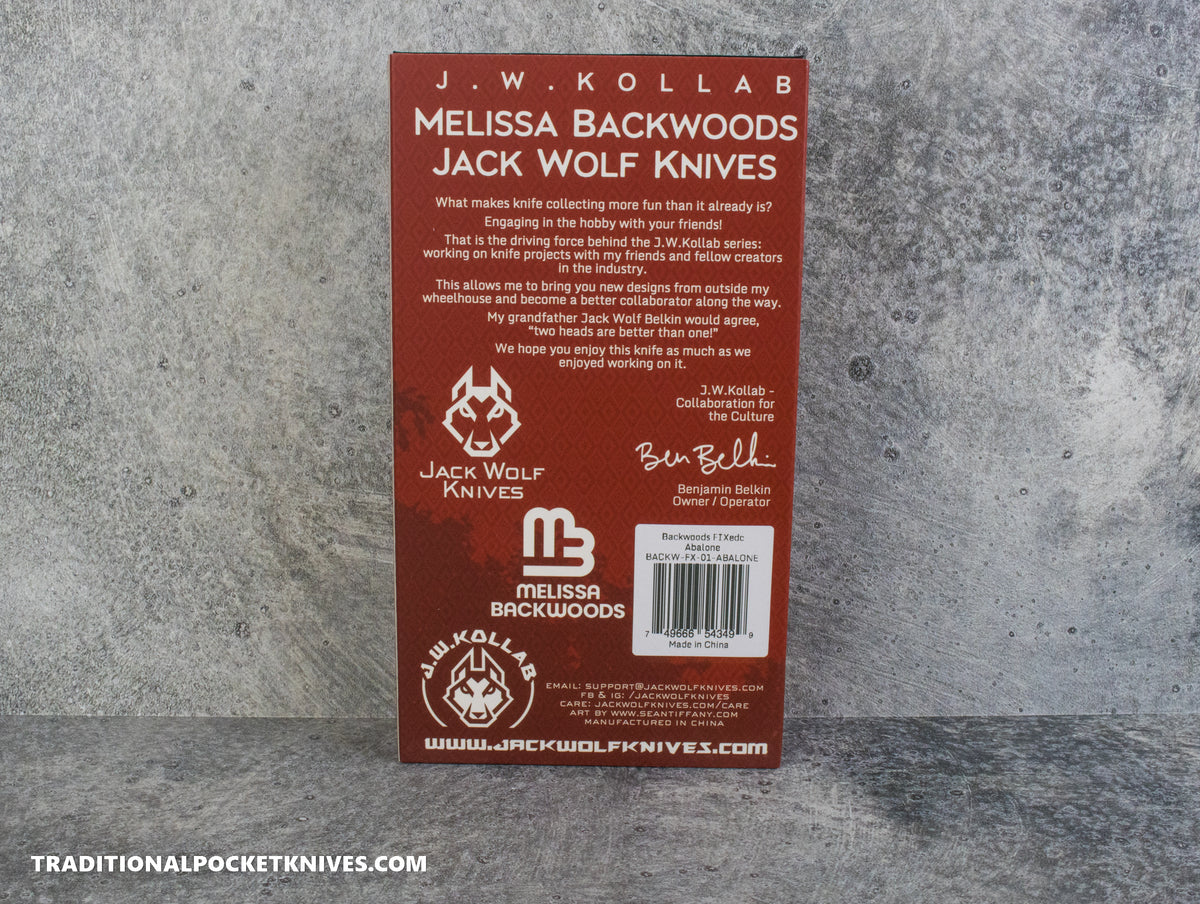 J.W.KOLLAB
MELISSA BACKWOODS
JACK WOLF KNIVES
What makes knife collecting more fun than it already is?
Engaging in the hobby with your friends!
That is the driving force behind the J.W.Kollab series:
working on knife projects with my friends and fellow creators
in the industry.
This allows me to bring you new designs from outside my
wheelhouse and become a better collaborator along the way.
My grandfather Jack Wolf Belkin would agree,
“two heads are better than one!”
We hope you enjoy this knife as much as we
enjoyed working on it.
J.W.Kollab -
Collaboration for
the Culture
Ben Belkin
Benjamin Belkin
Owner / Operator
JACK WOLF
KNIVES
MB
MELISSA
BACKWOODS
Backwoods FIXedc
Abalone
BACKW-FX-01-ABALONE
7 49666 54349 9
Made in China
J.W.KOLLAB
EMAIL: SUPPORT@JACKWOLFKNIVES.COM
FB & IG: /JACKWOLFKNIVES
CARE: JACKWOLFKNIVES.COM/CARE
ART BY WWW.SEANTIFFANY.COM
MANUFACTURED IN CHINA
WWW.JACKWOLFKNIVES.COM
TRADITIONALPOCKETKNIVES.COM